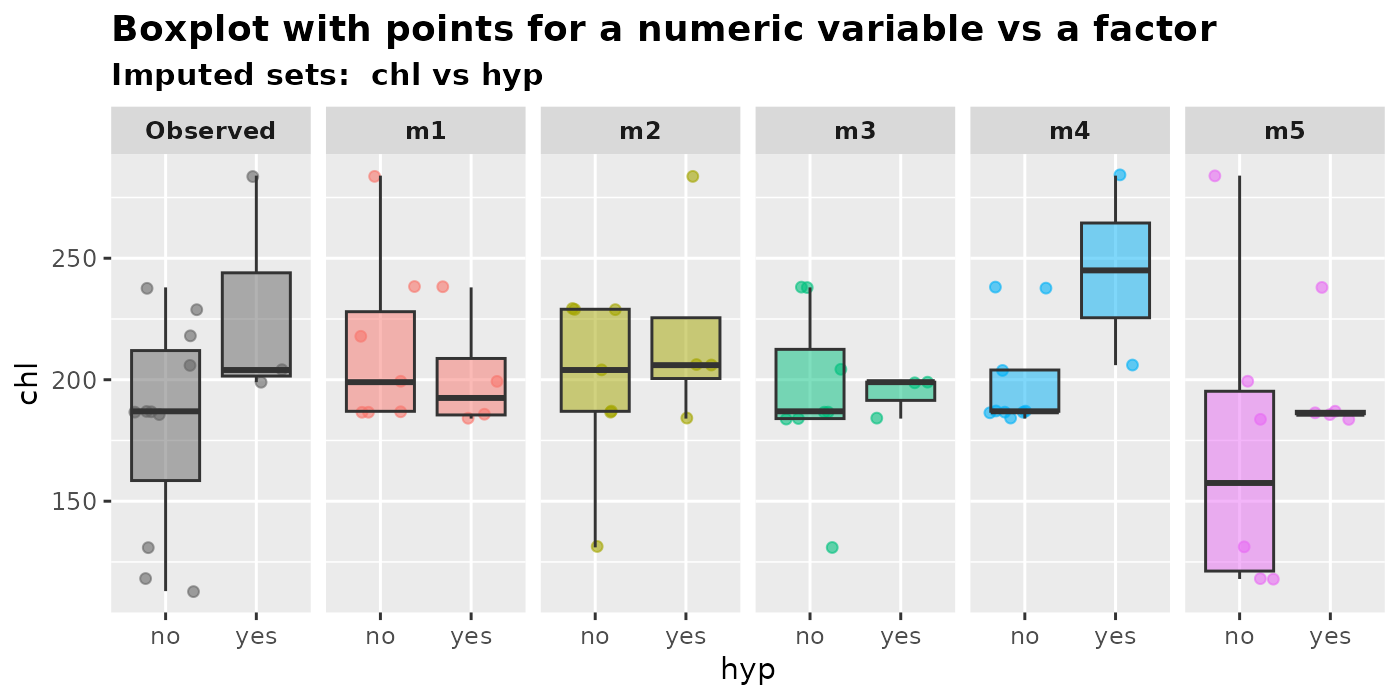 Boxplot with points for a numeric variable vs a factor
Imputed sets:  chl vs hyp
Observed m1 m2 m3 m4 m5
250
200
150
chl
no yes no yes no yes no yes no yes no yes
hyp